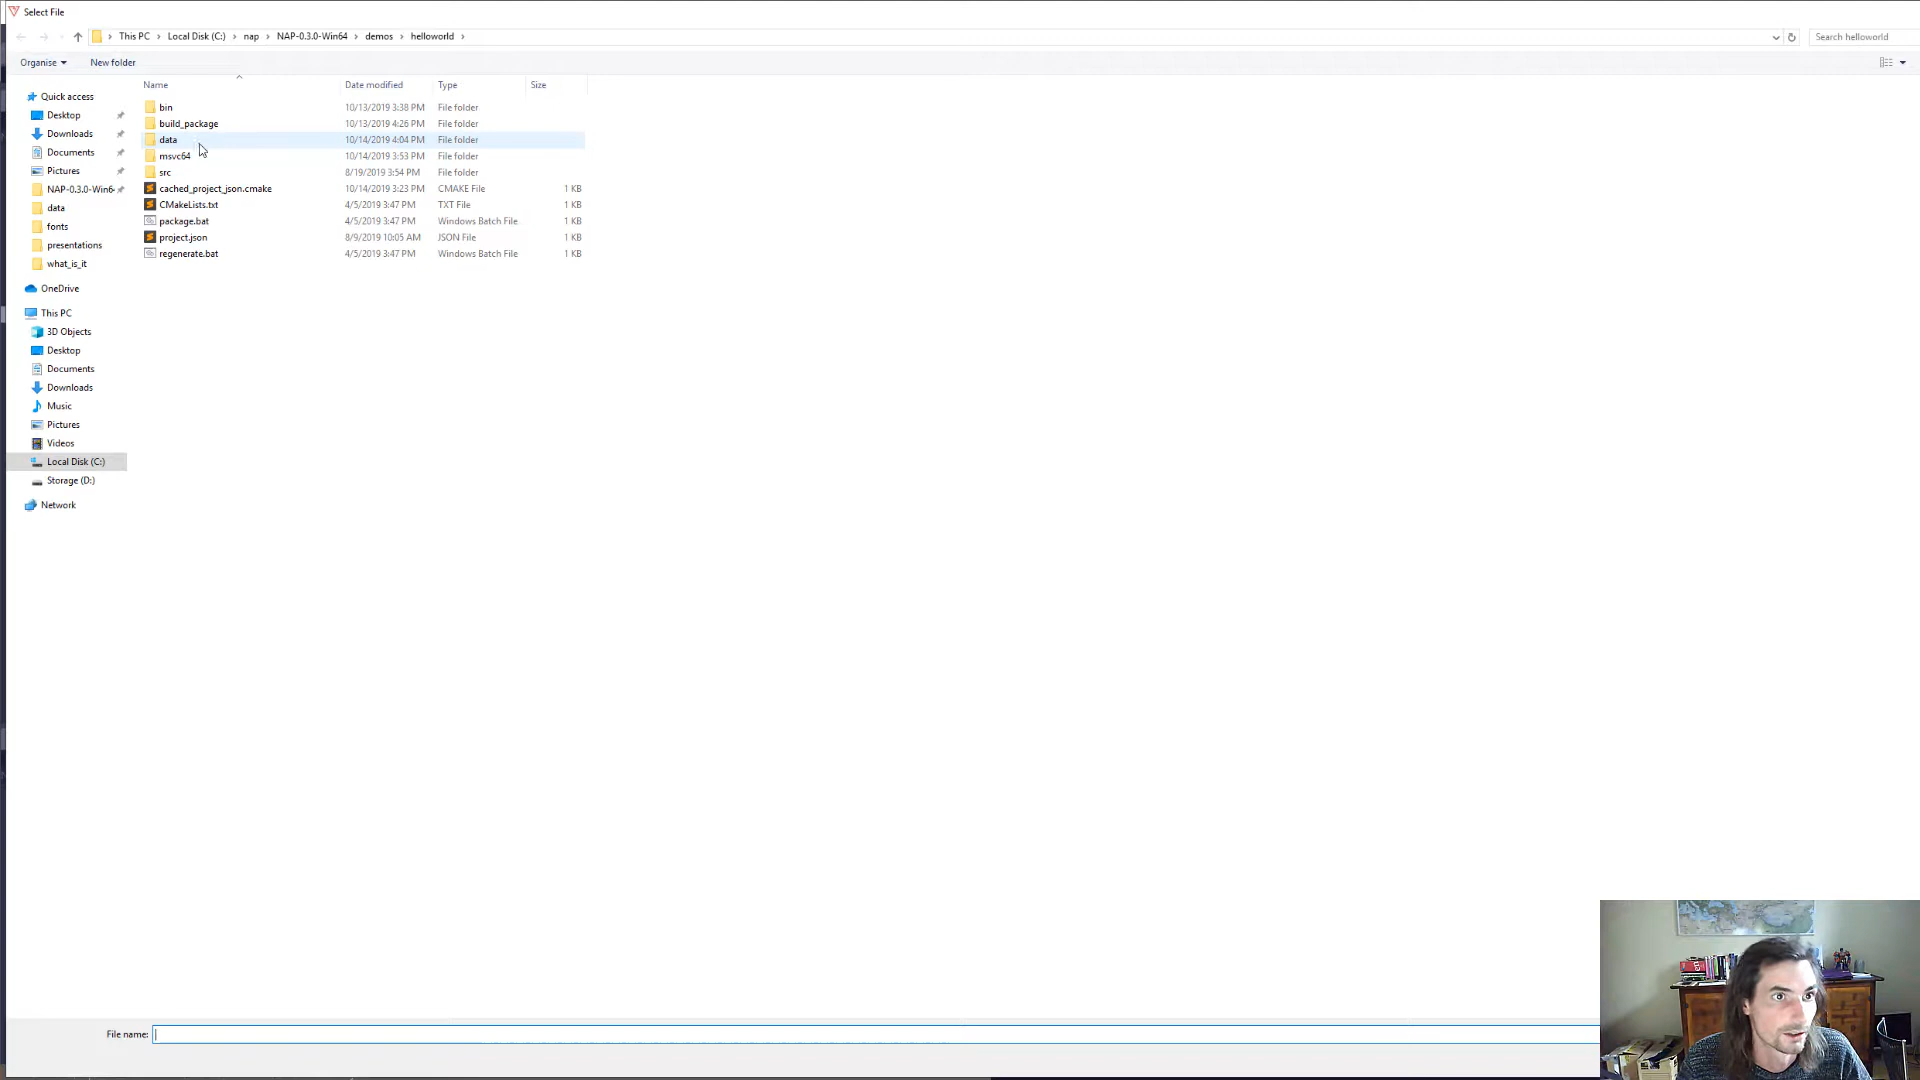 Select File
This PC > Local Disk (C:) > nap > NAP-0.3.0-Win64 > demos > helloworld >
Search helloworld
Organise
New folder
Name Date modified Type Size
Quick access
Desktop
Downloads
Documents
Pictures
NAP-0.3.0-Win6
data
fonts
presentations
what_is_it
OneDrive
This PC
3D Objects
Desktop
Documents
Downloads
Music
Pictures
Videos
Local Disk (C:)
Storage (D:)
Network
bin 10/13/2019 3:38 PM File folder
build_package 10/13/2019 4:26 PM File folder
data 10/14/2019 4:04 PM File folder
msvc64 10/14/2019 3:53 PM File folder
src 8/19/2019 3:54 PM File folder
cached_project_json.cmake 10/14/2019 3:23 PM CMAKE File 1 KB
CMakeLists.txt 4/5/2019 3:47 PM TXT File 1 KB
package.bat 4/5/2019 3:47 PM Windows Batch File 1 KB
project.json 8/9/2019 10:05 AM JSON File 1 KB
regenerate.bat 4/5/2019 3:47 PM Windows Batch File 1 KB
File name: